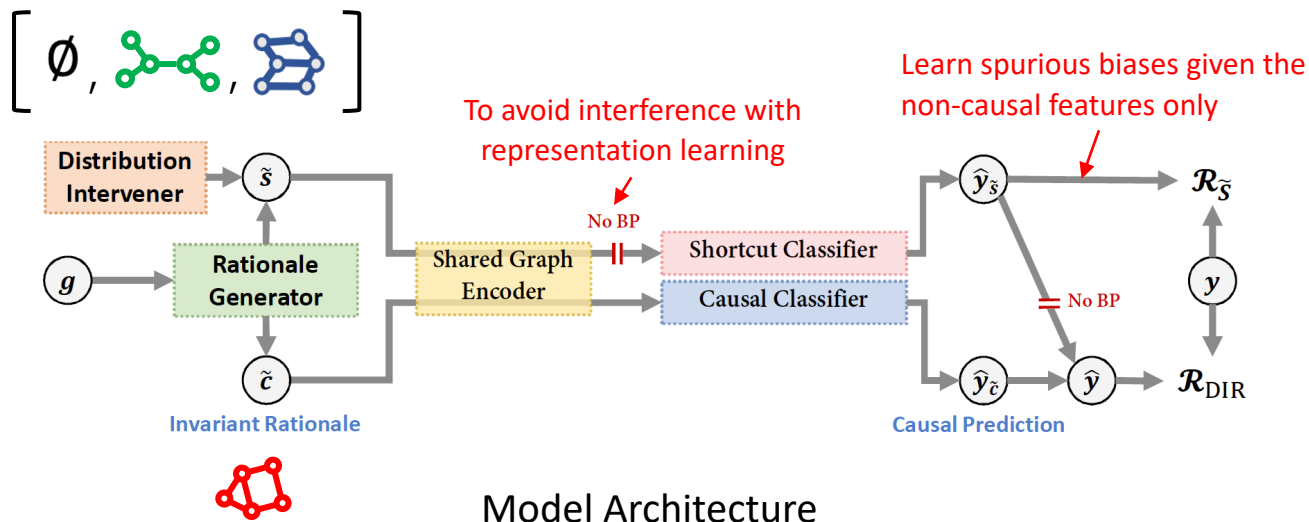 [ ∅ , , ]
Learn spurious biases given the
non-causal features only
To avoid interference with
representation learning
Distribution
Intervener
s̃
ŷ_s̃
ℛ_s̃
No BP
Shared Graph
Encoder
Shortcut Classifier
g
Rationale
Generator
Causal Classifier
No BP
y
c̃
ŷ_c̃
ŷ
ℛ_DIR
Invariant Rationale
Causal Prediction
Model Architecture